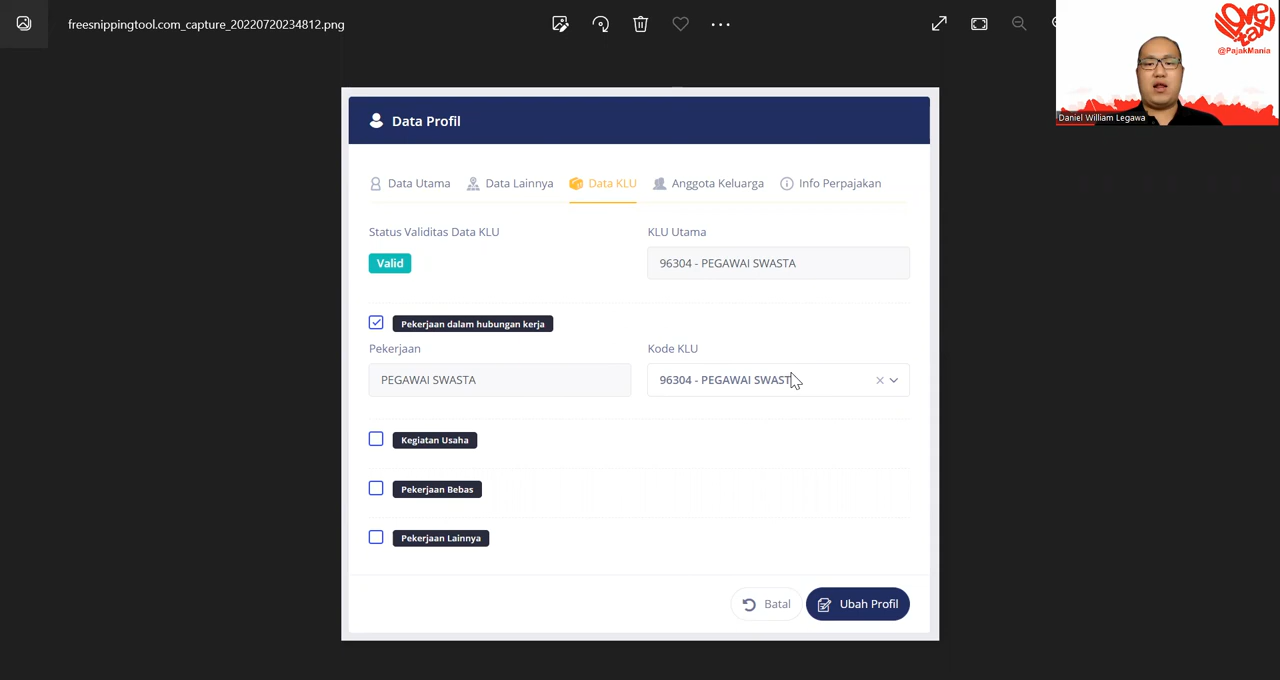 freesnippingtool.com_capture_20220720234812.png
love
tax
@PajakMania
Daniel William Legawa
Data Profil
Data Utama
Data Lainnya
Data KLU
Anggota Keluarga
Info Perpajakan
Status Validitas Data KLU
KLU Utama
Valid
96304 - PEGAWAI SWASTA
Pekerjaan dalam hubungan kerja
Pekerjaan
Kode KLU
PEGAWAI SWASTA
96304 - PEGAWAI SWASTA
Kegiatan Usaha
Pekerjaan Bebas
Pekerjaan Lainnya
Batal
Ubah Profil